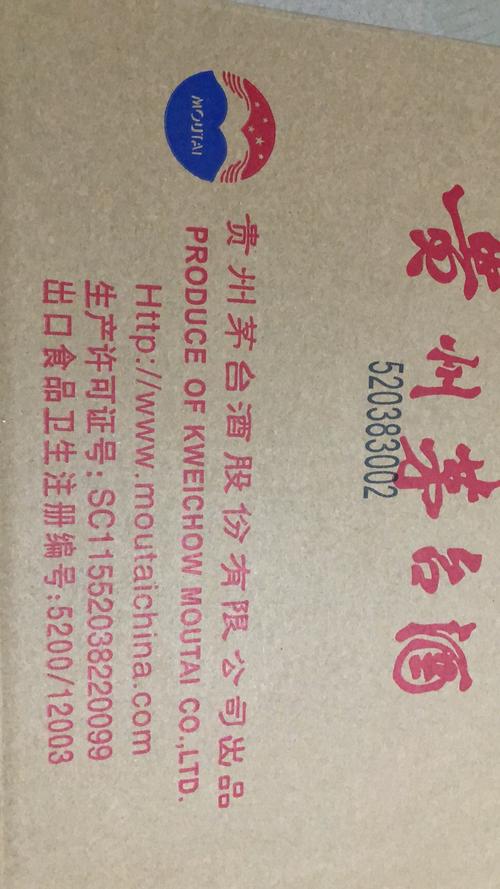 贵州茅台酒
520383002
MOUTAI
贵州茅台酒股份有限公司出品
PRODUCE OF KWEICHOW MOUTAI CO.,LTD.
Http://www.moutaichina.com
生产许可证号:SC11552038220099
出口食品卫生注册编号:5200/12003